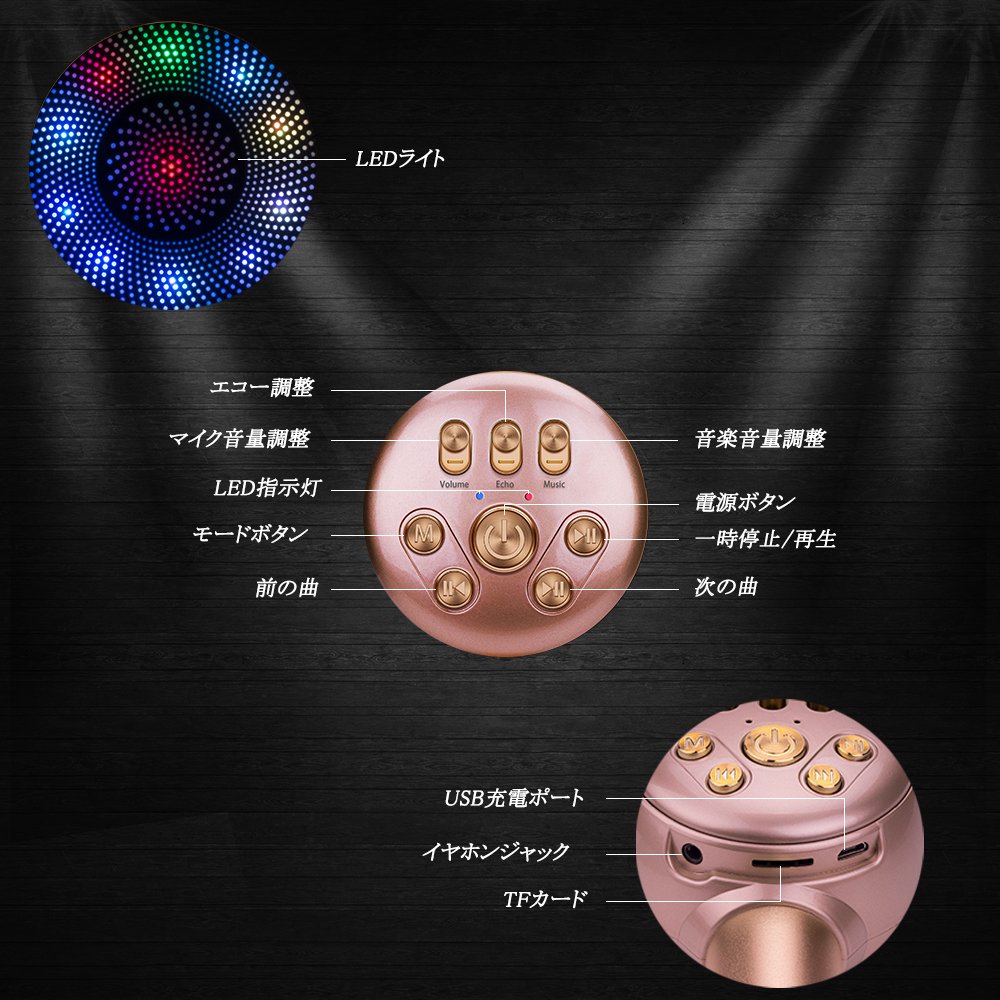 LEDライト
エコー調整
マイク音量調整
音楽音量調整
Volume
Echo
Music
LED指示灯
電源ボタン
モードボタン
M
一時停止/再生
前の曲
次の曲
M
USB充電ポート
イヤホンジャック
TFカード